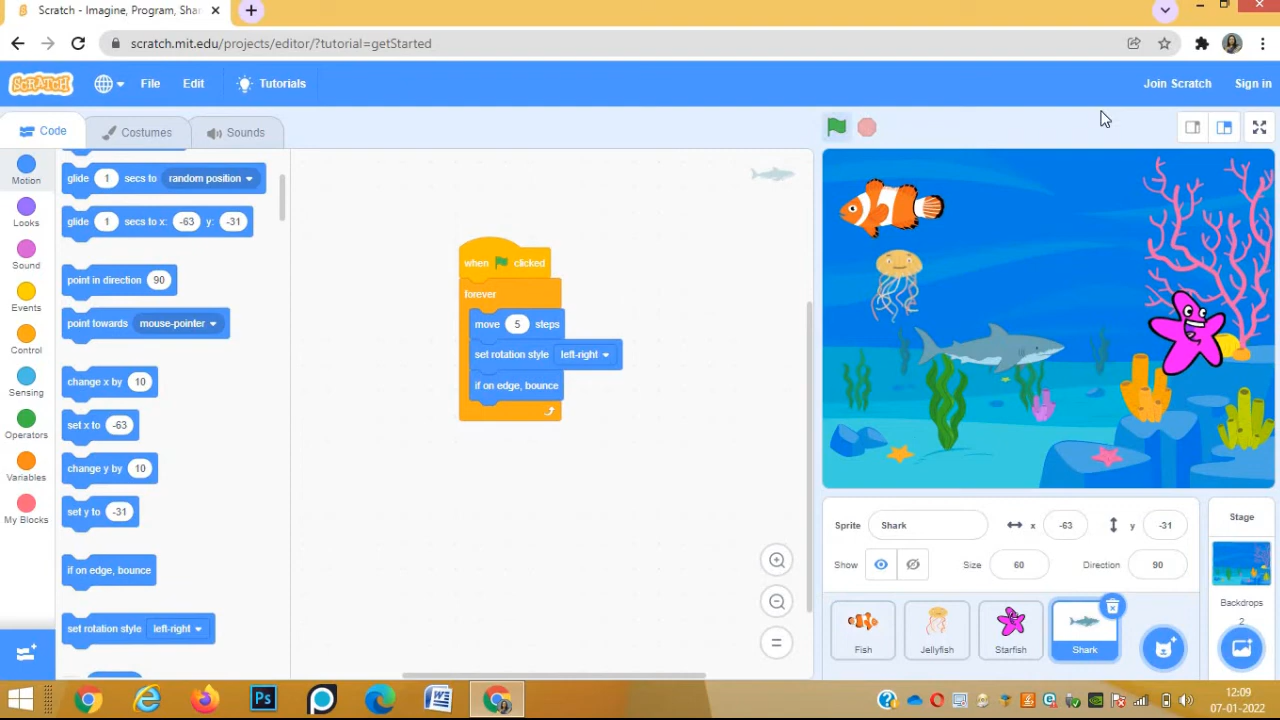 Scratch - Imagine, Program, Shar
scratch.mit.edu/projects/editor/?tutorial=getStarted
SCRATCH
File
Edit
Tutorials
Join Scratch
Sign in
Code
Costumes
Sounds
Motion
Looks
Sound
Events
Control
Sensing
Operators
Variables
My Blocks
glide 1 secs to random position
glide 1 secs to x: -63 y: -31
point in direction 90
point towards mouse-pointer
change x by 10
set x to -63
change y by 10
set y to -31
if on edge, bounce
set rotation style left-right
when clicked
forever
move 5 steps
set rotation style left-right
if on edge, bounce
Sprite Shark x -63 y -31
Show Size 60 Direction 90
Fish
Jellyfish
Starfish
Shark
Stage
Backdrops
2
Ps
12:09
07-01-2022